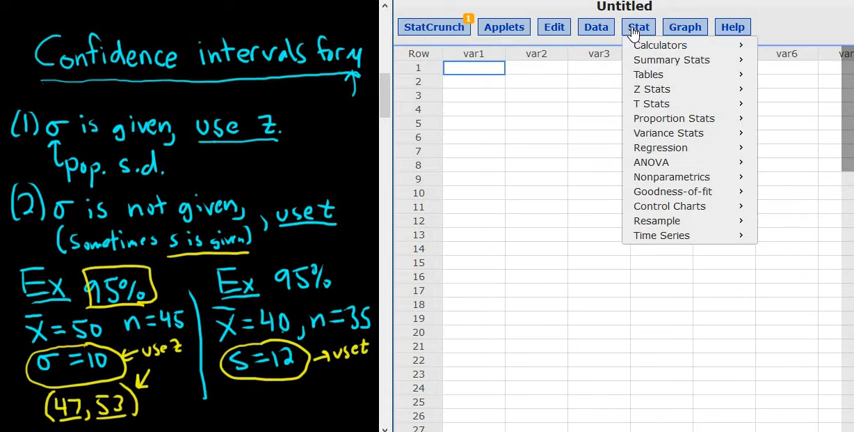 Confidence intervals for μ
(1) σ is given, use Z.
pop. s.d.
(2) σ is not given, use t
(sometimes s is given)
Ex 95%
x̄ = 50 n = 45
σ = 10 ← use z
(47, 53)
Ex 95%
x̄ = 40, n = 35
s = 12 → use t
Untitled
1
StatCrunch Applets Edit Data Stat Graph Help
Row var1 var2 var3 var6 var
1
2
3
4
5
6
7
8
9
10
11
12
13
14
15
16
17
18
19
20
21
22
23
24
25
26
27
Calculators ›
Summary Stats ›
Tables ›
Z Stats ›
T Stats ›
Proportion Stats ›
Variance Stats ›
Regression ›
ANOVA ›
Nonparametrics ›
Goodness-of-fit ›
Control Charts ›
Resample ›
Time Series ›